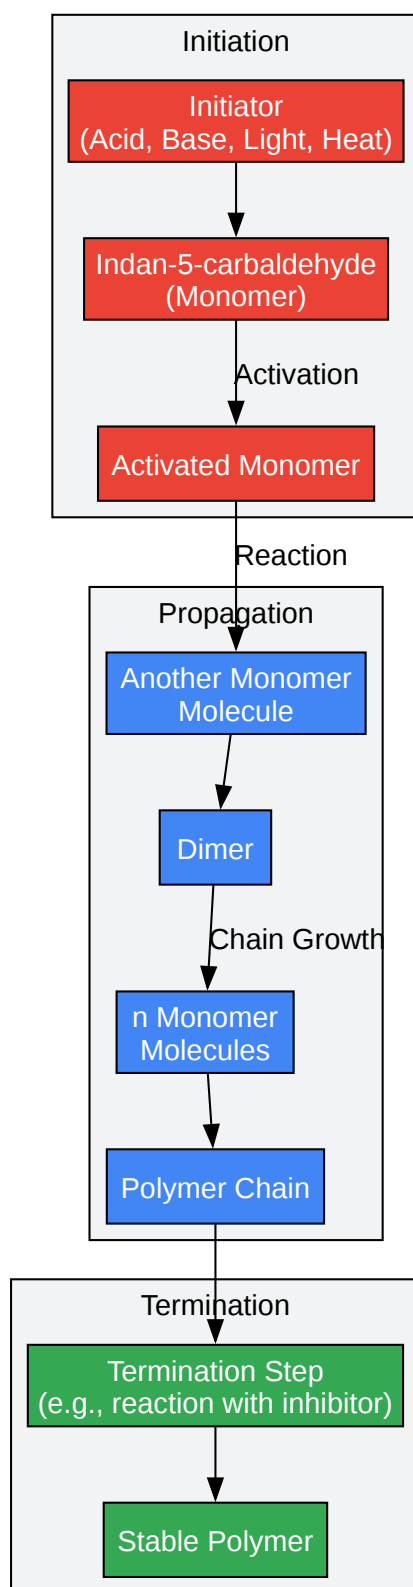 Initiation
Initiator
(Acid, Base, Light, Heat)
Indan-5-carbaldehyde
(Monomer)
Activation
Activated Monomer
Reaction
Propagation
Another Monomer
Molecule
Dimer
Chain Growth
n Monomer
Molecules
Polymer Chain
Termination
Termination Step
(e.g., reaction with inhibitor)
Stable Polymer